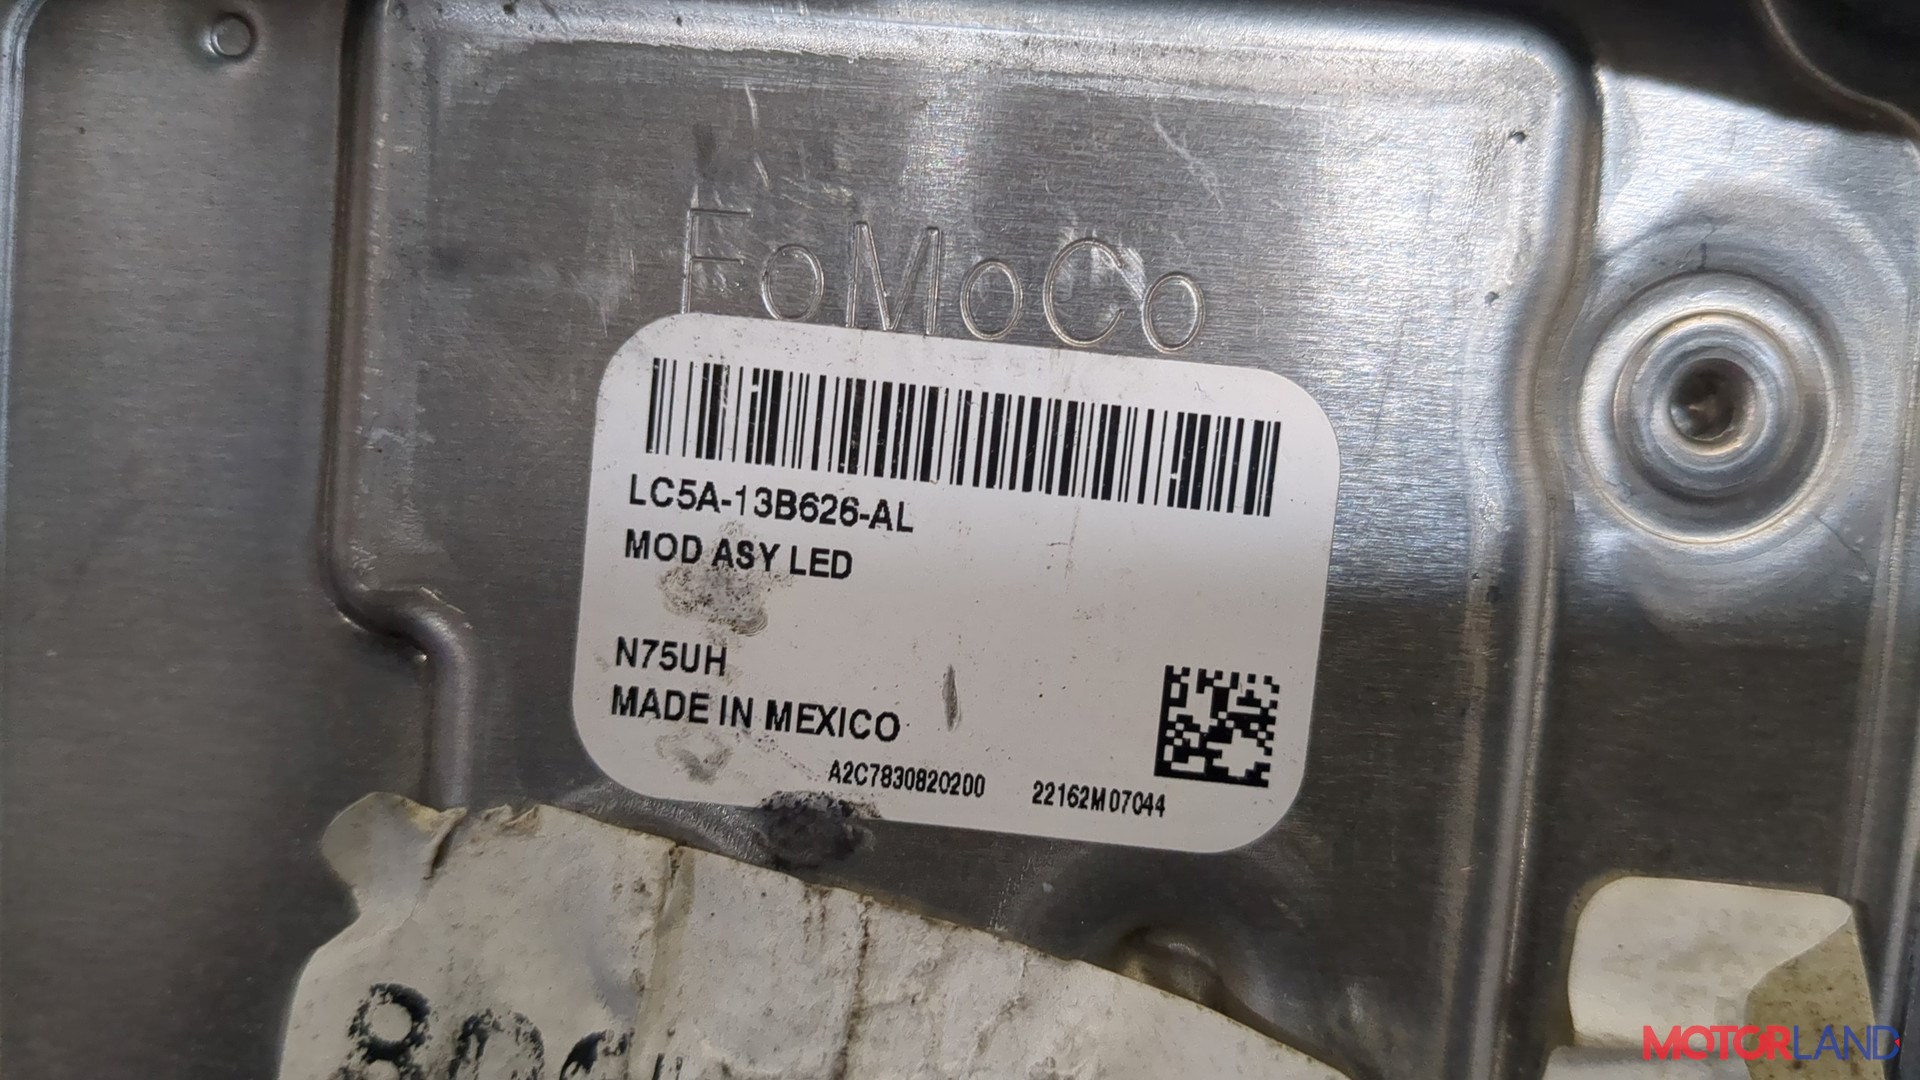 FoMoCo
LC5A-13B626-AL
MOD ASY LED
N75UH
MADE IN MEXICO
A2C7830820200 22162M07044
MOTORLAND